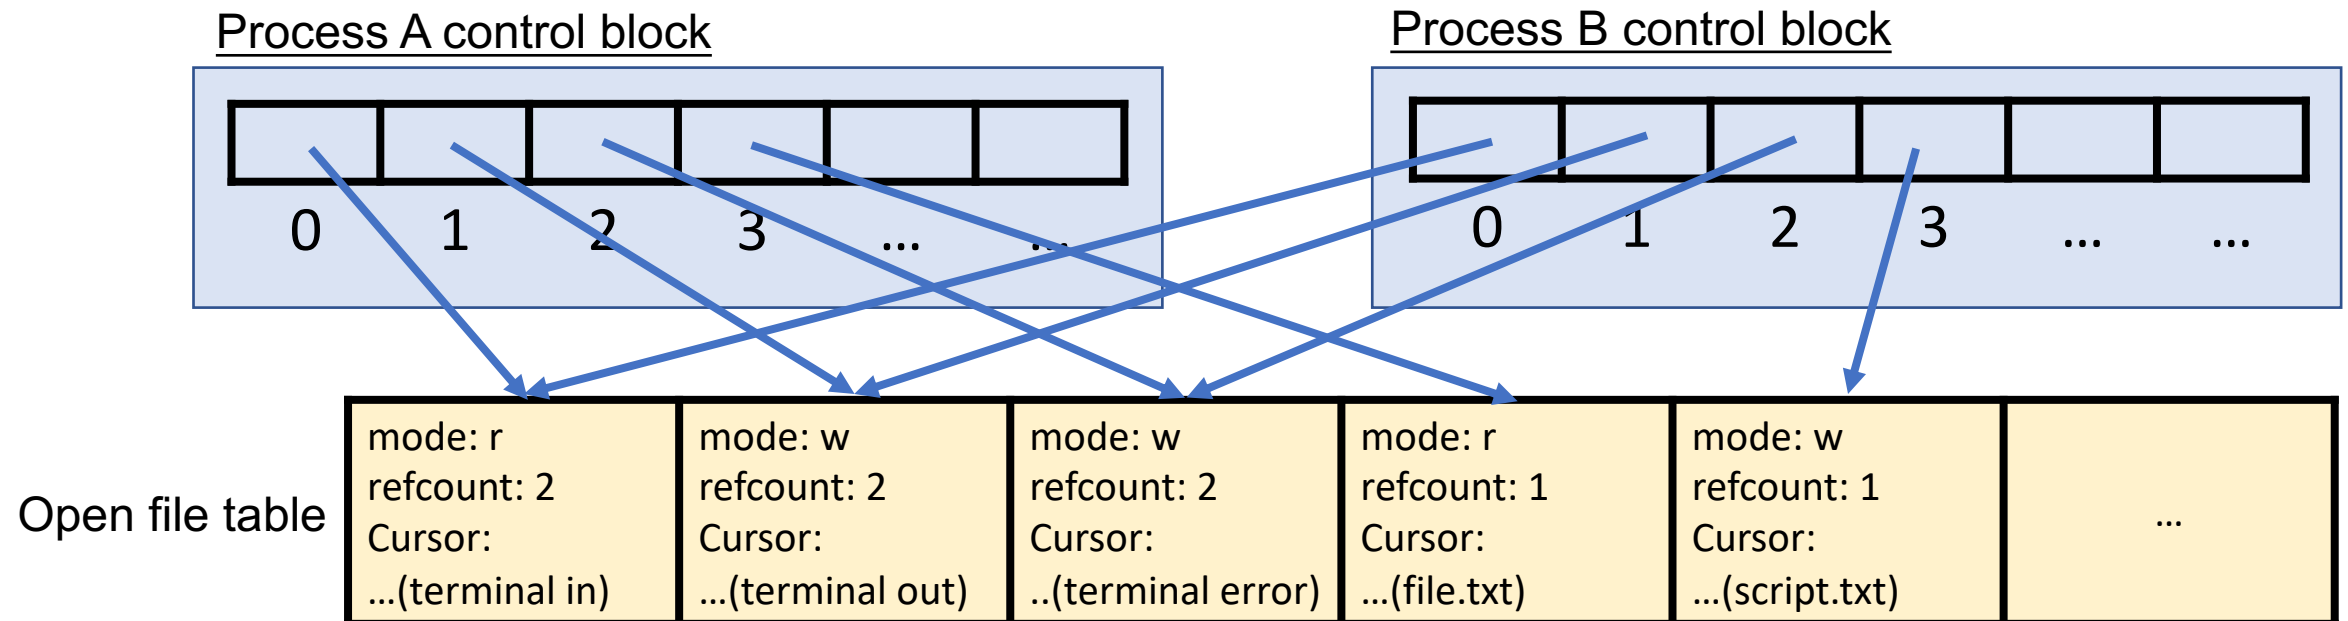 Process A control block
Process B control block
0 1 2 3 ... ...
0 1 2 3 ... ...
Open file table
mode: r
refcount: 2
Cursor:
...(terminal in)
mode: w
refcount: 2
Cursor:
...(terminal out)
mode: w
refcount: 2
Cursor:
..(terminal error)
mode: r
refcount: 1
Cursor:
...(file.txt)
mode: w
refcount: 1
Cursor:
...(script.txt)
...